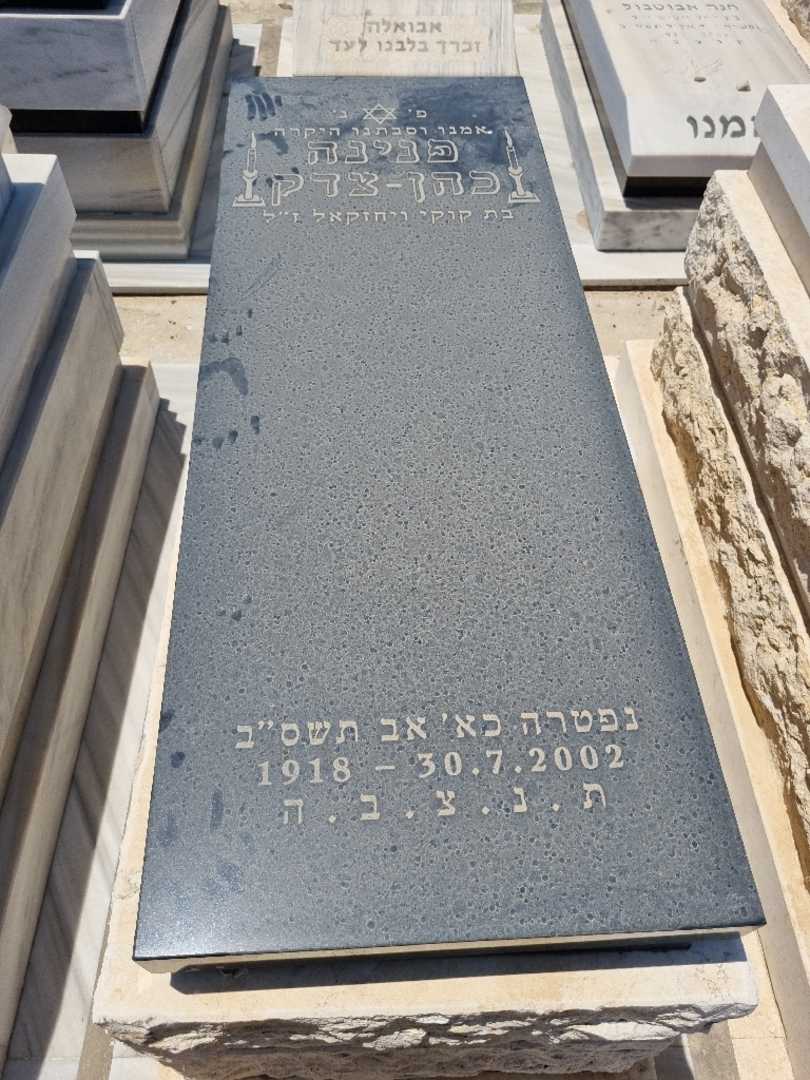 אבואלה
זכרך בלבנו לעד
חנה אבוטבול
ומנו
פ' נ'
אמנו וסבתנו היקרה
פנינה
כהן-צדק
בת קוקי ויחזקאל ז"ל
נפטרה כא' אב תשס"ב
1918 – 30.7.2002
ת . נ . צ . ב . ה